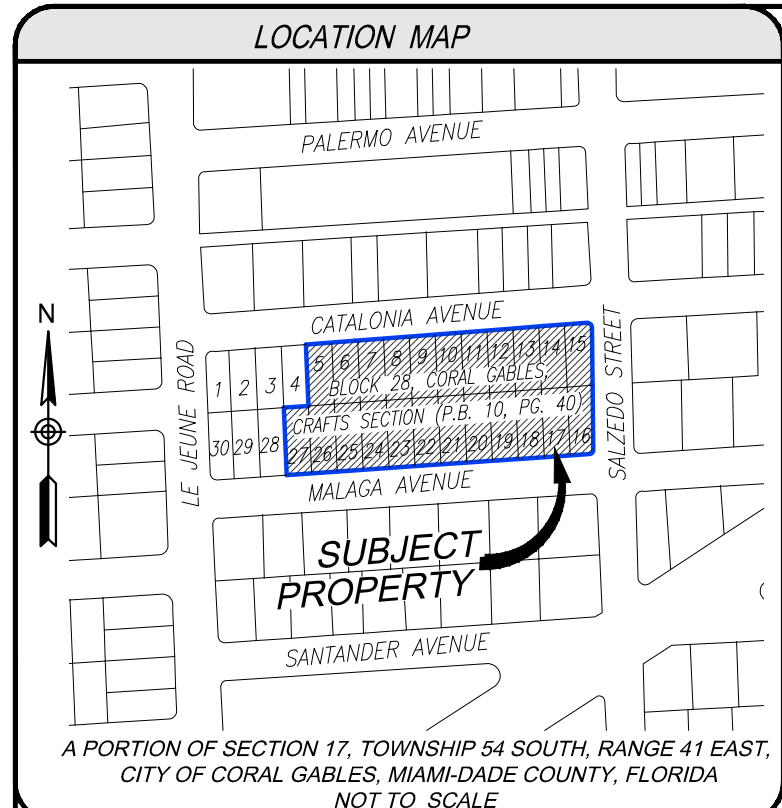 LOCATION MAP
PALERMO AVENUE
N
CATALONIA AVENUE
LE JEUNE ROAD
SALZEDO STREET
1 2 3 4 5 6 7 8 9 10 11 12 13 14 15
BLOCK 28, CORAL GABLES,
CRAFTS SECTION (P.B. 10, PG. 40)
30 29 28 27 26 25 24 23 22 21 20 19 18 17 16
MALAGA AVENUE
SUBJECT
PROPERTY
SANTANDER AVENUE
A PORTION OF SECTION 17, TOWNSHIP 54 SOUTH, RANGE 41 EAST,
CITY OF CORAL GABLES, MIAMI-DADE COUNTY, FLORIDA
NOT TO SCALE